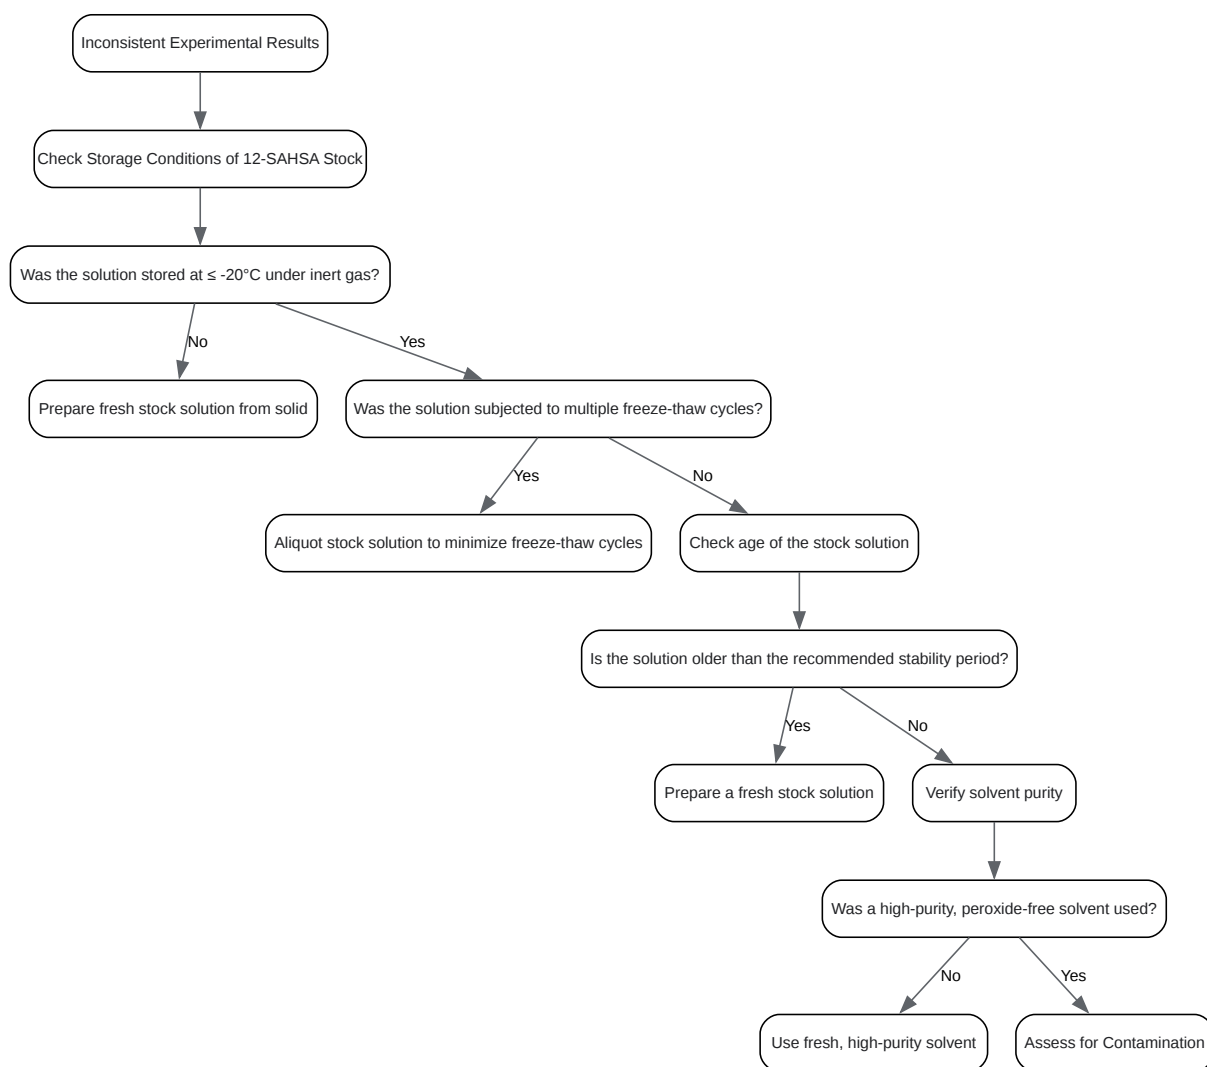 Inconsistent Experimental Results
Check Storage Conditions of 12-SAHSA Stock
Was the solution stored at ≤ -20°C under inert gas?
No
Yes
Prepare fresh stock solution from solid
Was the solution subjected to multiple freeze-thaw cycles?
Yes
No
Aliquot stock solution to minimize freeze-thaw cycles
Check age of the stock solution
Is the solution older than the recommended stability period?
Yes
No
Prepare a fresh stock solution
Verify solvent purity
Was a high-purity, peroxide-free solvent used?
No
Yes
Use fresh, high-purity solvent
Assess for Contamination